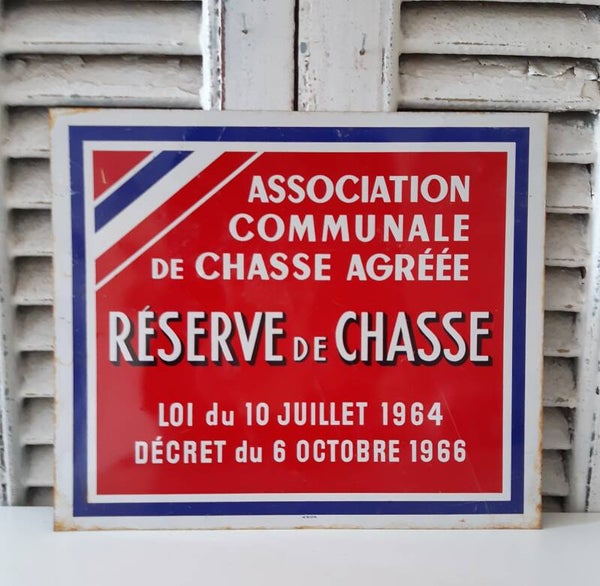 ASSOCIATION
COMMUNALE
DE CHASSE AGRÉÉE
RÉSERVE DE CHASSE
LOI du 10 JUILLET 1964
DÉCRET du 6 OCTOBRE 1966